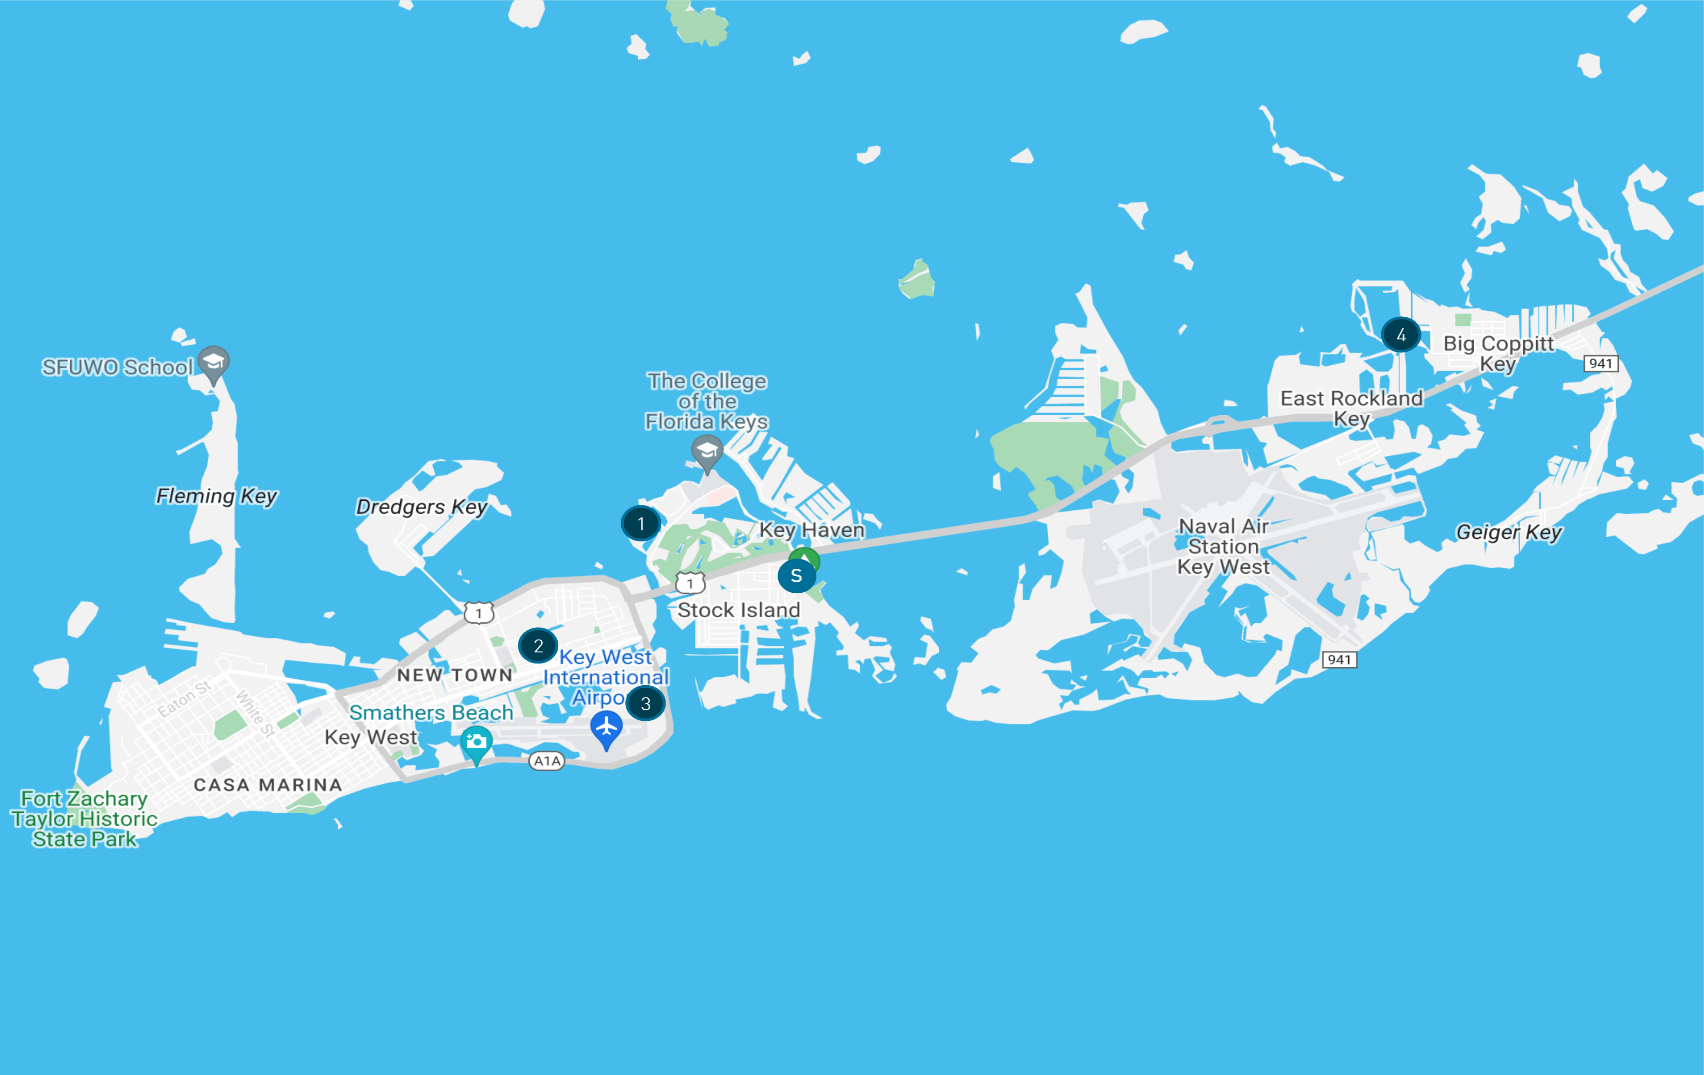 4
Big Coppitt
Key
941
SFUWO School
The College
of the
Florida Keys
East Rockland
Key
Fleming Key
Dredgers Key
1
Key Haven
Naval Air
Station
Key West
Geiger Key
S
1
Stock Island
1
2
Key West
International
Airpo
941
NEW TOWN
Eaton St
White St
3
Smathers Beach
Key West
A1A
CASA MARINA
Fort Zachary
Taylor Historic
State Park